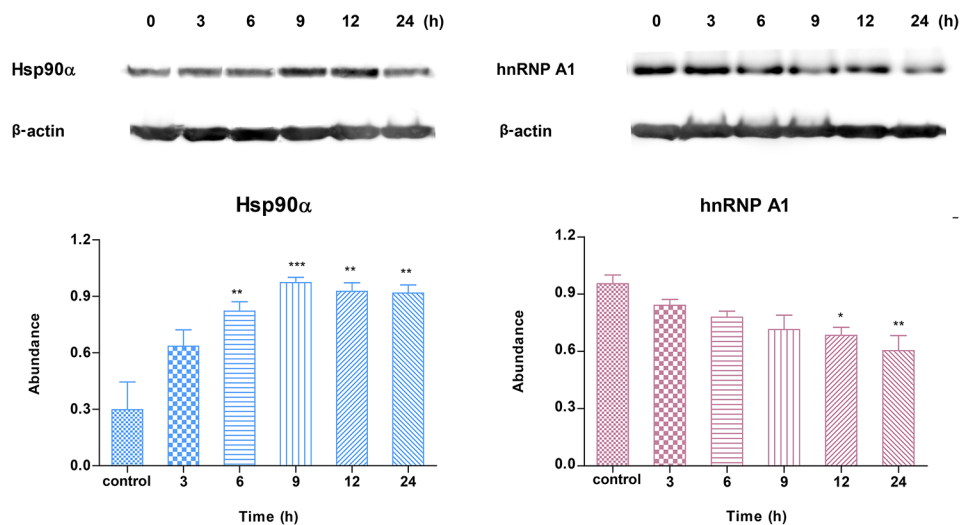 0 3 6 9 12 24 (h)
Hsp90α
β-actin
Hsp90α
1.2
0.9
0.6
0.3
0.0
Abundance
** *** ** **
control 3 6 9 12 24
Time (h)
0 3 6 9 12 24 (h)
hnRNP A1
β-actin
hnRNP A1
1.2
0.9
0.6
0.3
0.0
Abundance
* **
control 3 6 9 12 24
Time (h)